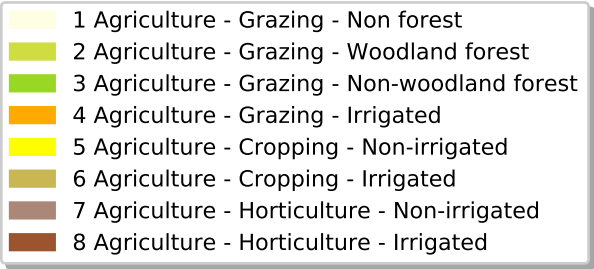 1 Agriculture - Grazing - Non forest
2 Agriculture - Grazing - Woodland forest
3 Agriculture - Grazing - Non-woodland forest
4 Agriculture - Grazing - Irrigated
5 Agriculture - Cropping - Non-irrigated
6 Agriculture - Cropping - Irrigated
7 Agriculture - Horticulture - Non-irrigated
8 Agriculture - Horticulture - Irrigated